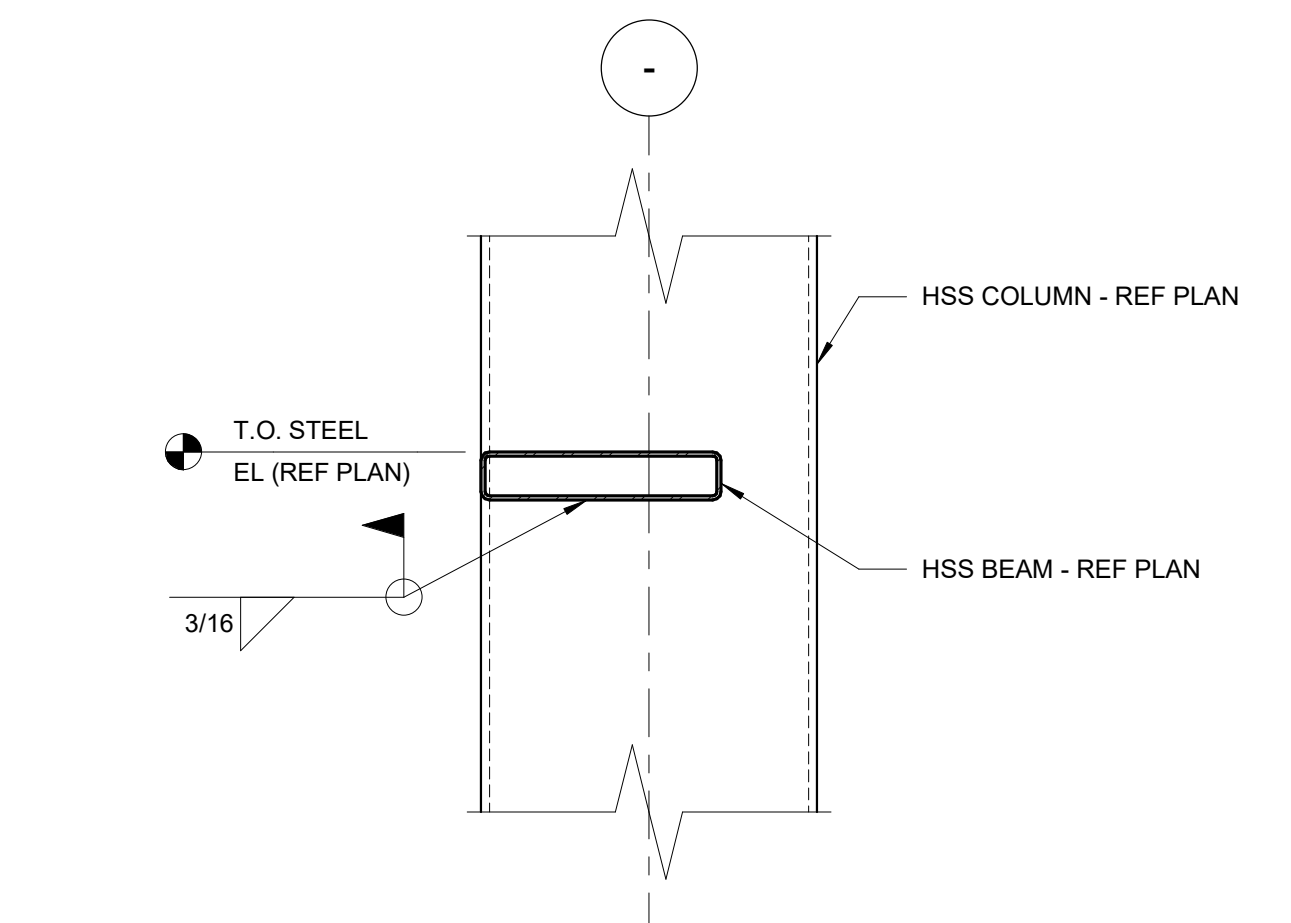 -
HSS COLUMN - REF PLAN
T.O. STEEL
EL (REF PLAN)
HSS BEAM - REF PLAN
3/16